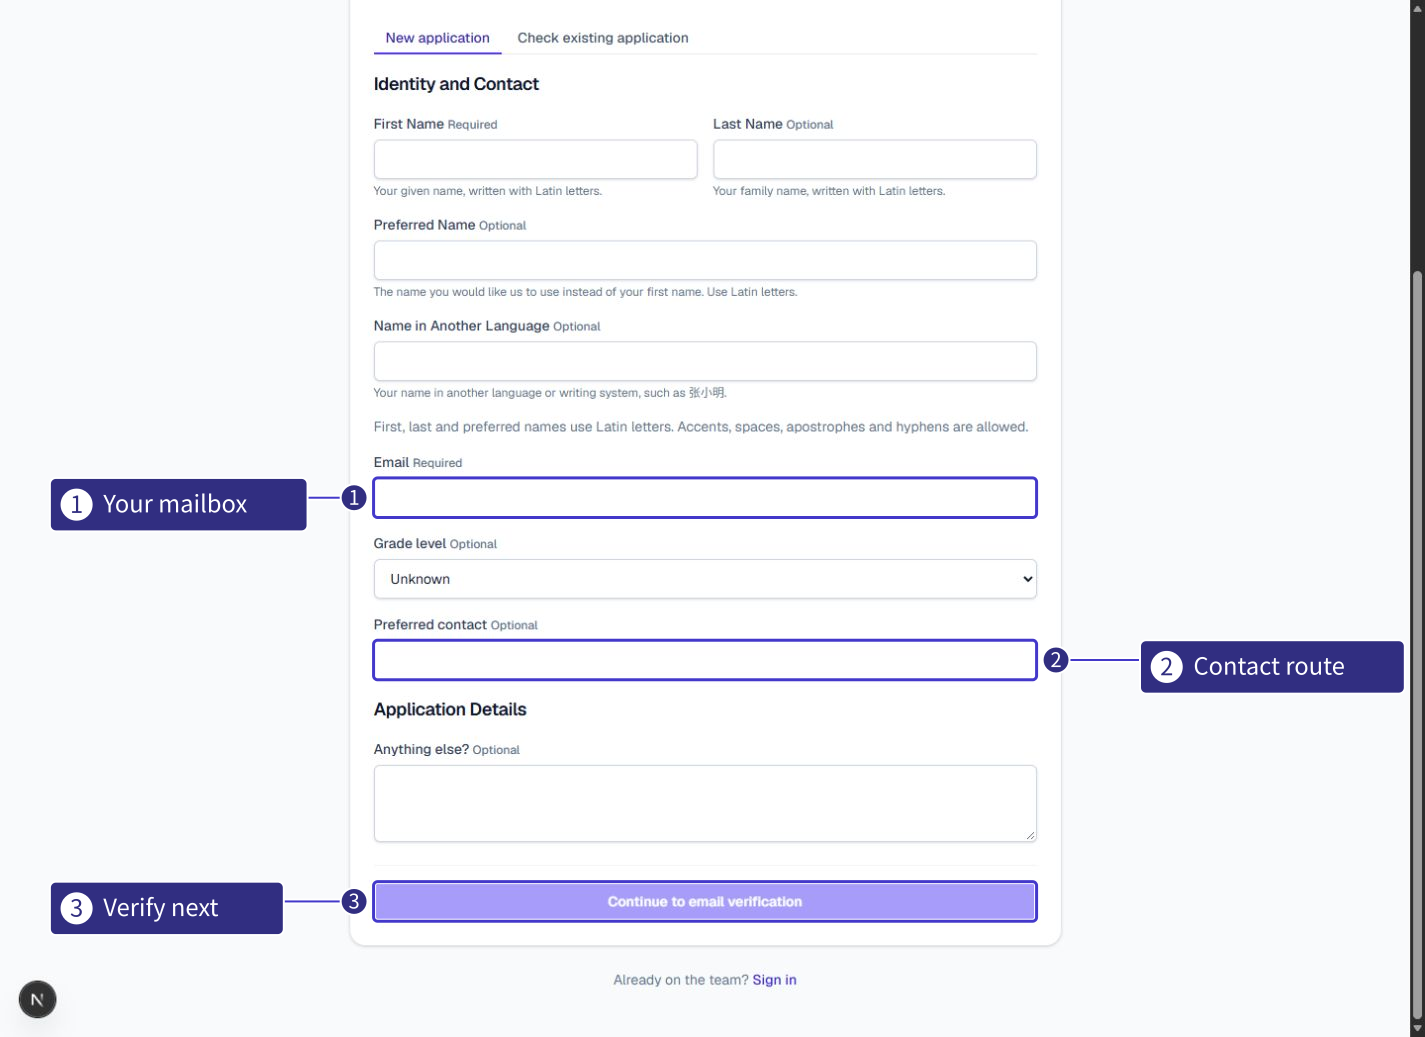 New application Check existing application
Identity and Contact
First Name Required Last Name Optional
Your given name, written with Latin letters. Your family name, written with Latin letters.
Preferred Name Optional
The name you would like us to use instead of your first name. Use Latin letters.
Name in Another Language Optional
Your name in another language or writing system, such as 张小明.
First, last and preferred names use Latin letters. Accents, spaces, apostrophes and hyphens are allowed.
Email Required
1 Your mailbox 1
Grade level Optional
Unknown
Preferred contact Optional
2 2 Contact route
Application Details
Anything else? Optional
3 Verify next 3 Continue to email verification
Already on the team? Sign in
N